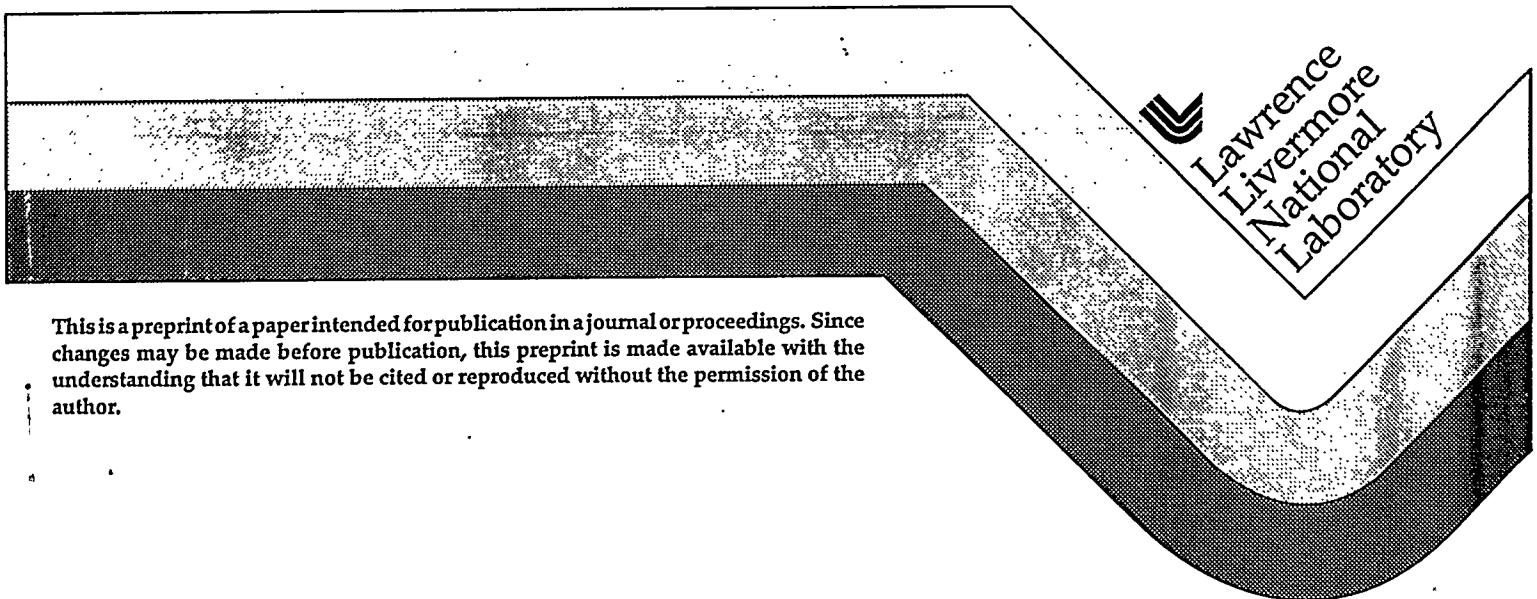 Lawrence
Livermore
National
Laboratory
This is a preprint of a paper intended for publication in a journal or proceedings. Since
changes may be made before publication, this preprint is made available with the
understanding that it will not be cited or reproduced without the permission of the
author.